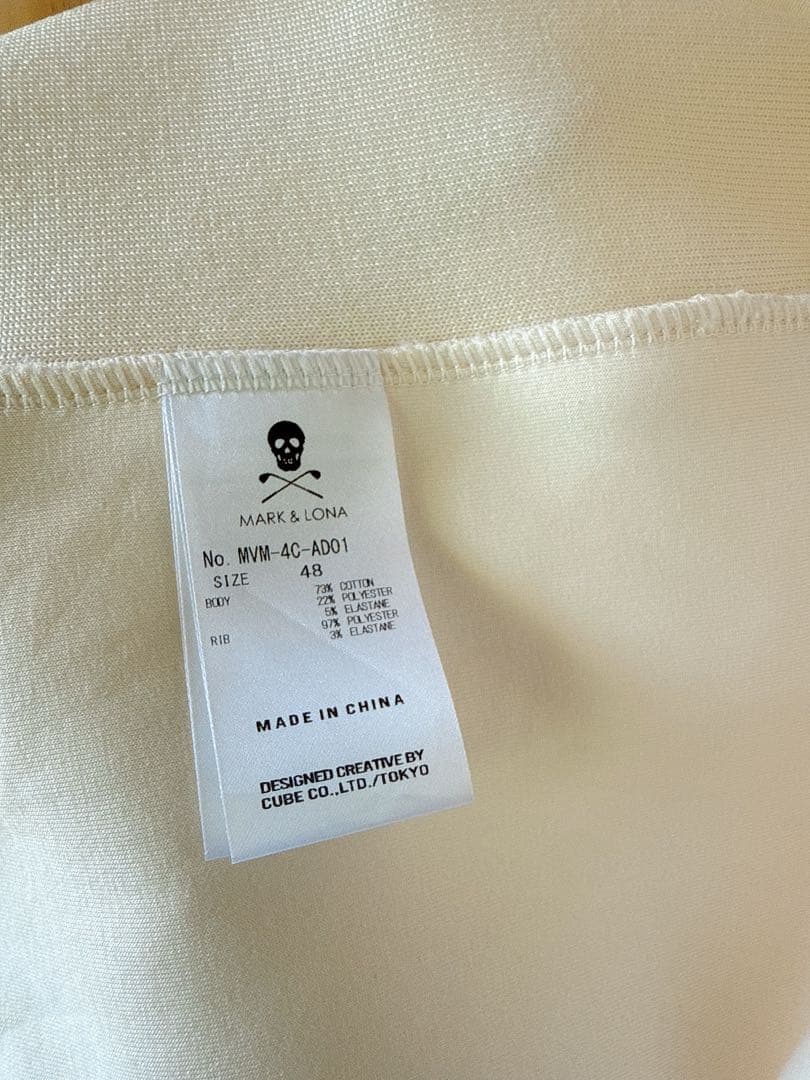 MARK & LONA
No. MVM-4C-AD01
SIZE 48
BODY 73% COTTON
22% POLYESTER
5% ELASTANE
RIB 97% POLYESTER
3% ELASTANE
MADE IN CHINA
DESIGNED CREATIVE BY
CUBE CO.,LTD./TOKYO